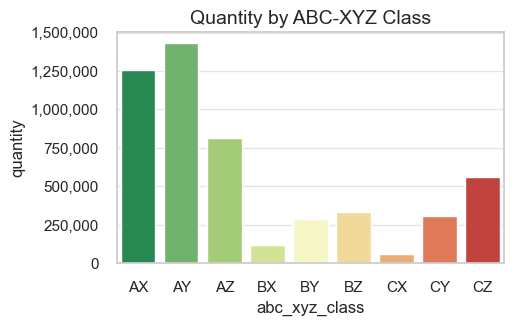 Quantity by ABC-XYZ Class
1,500,000
1,250,000
1,000,000
750,000
500,000
250,000
0
quantity
AX AY AZ BX BY BZ CX CY CZ
abc_xyz_class